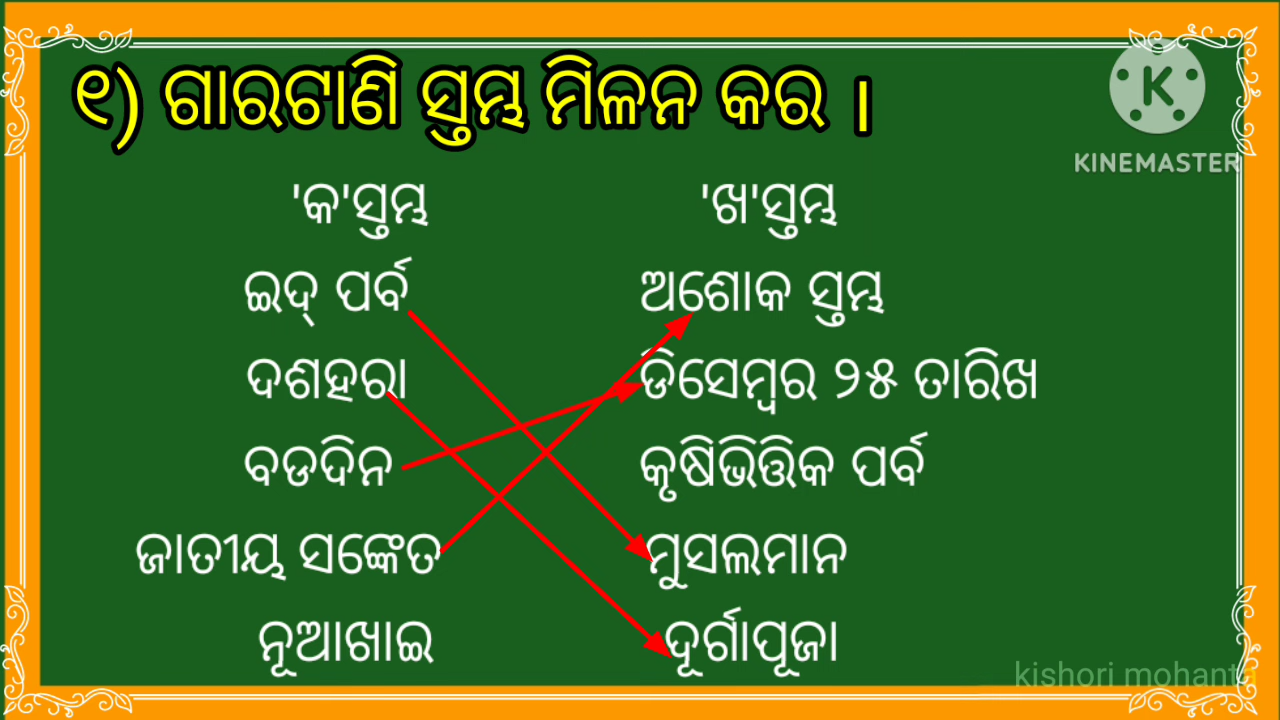 ୧) ଗାରଟାଣି ସ୍ତମ୍ଭ ମିଳନ କର ।
KINEMASTER
'କ'ସ୍ତମ୍ଭ 'ଖ'ସ୍ତମ୍ଭ
ଇଦ୍ ପର୍ବ ଅଶୋକ ସ୍ତମ୍ଭ
ଦଶହରା ଡିସେମ୍ବର ୨୫ ତାରିଖ
ବଡଦିନ କୃଷିଭିତ୍ତିକ ପର୍ବ
ଜାତୀୟ ସଙ୍କେତ ମୁସଲମାନ
ନୂଆଖାଇ ଦୂର୍ଗାପୂଜା
kishori mohanta